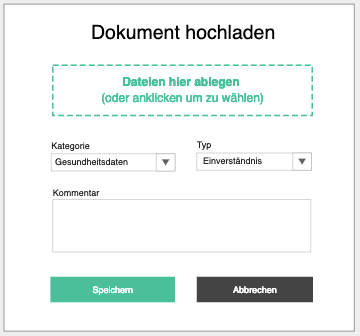 Dokument hochladen
Dateien hier ablegen
(oder anklicken um zu wählen)
Kategorie
Typ
Gesundheitsdaten
Einverständnis
Kommentar
Speichern
Abbrechen